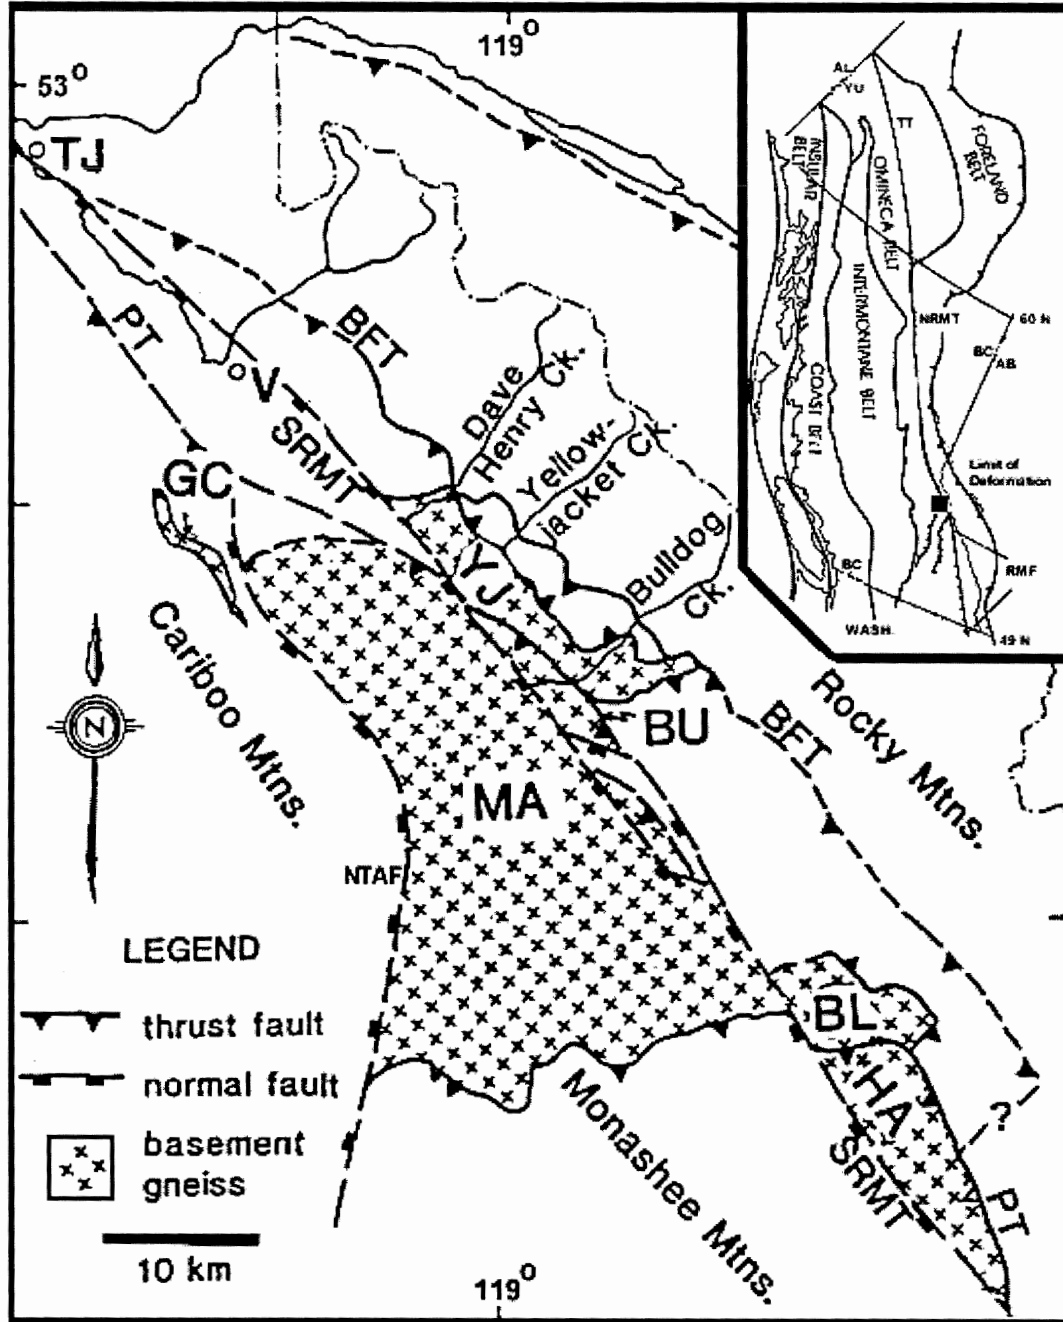 119°
53°
TJ
PT
BFT
V
SRMT
Dave
Henry Ck.
Yellow-
jacket Ck.
Bulldog
Ck.
GC
YJ
Cariboo Mtns.
N
BU
BFT
Rocky Mtns.
MA
NTAF
BL
HA
SRMT
PT
?
Monashee Mtns.
LEGEND
thrust fault
normal fault
basement
gneiss
10 km
119°
AL
YU
TT
INSULAR
BELT
OMINECA BELT
FORELAND
BELT
INTERMONTANE BELT
COAST BELT
NRMT
60 N
BC
AB
Limit of
Deformation
BC
RMF
WASH.
49 N